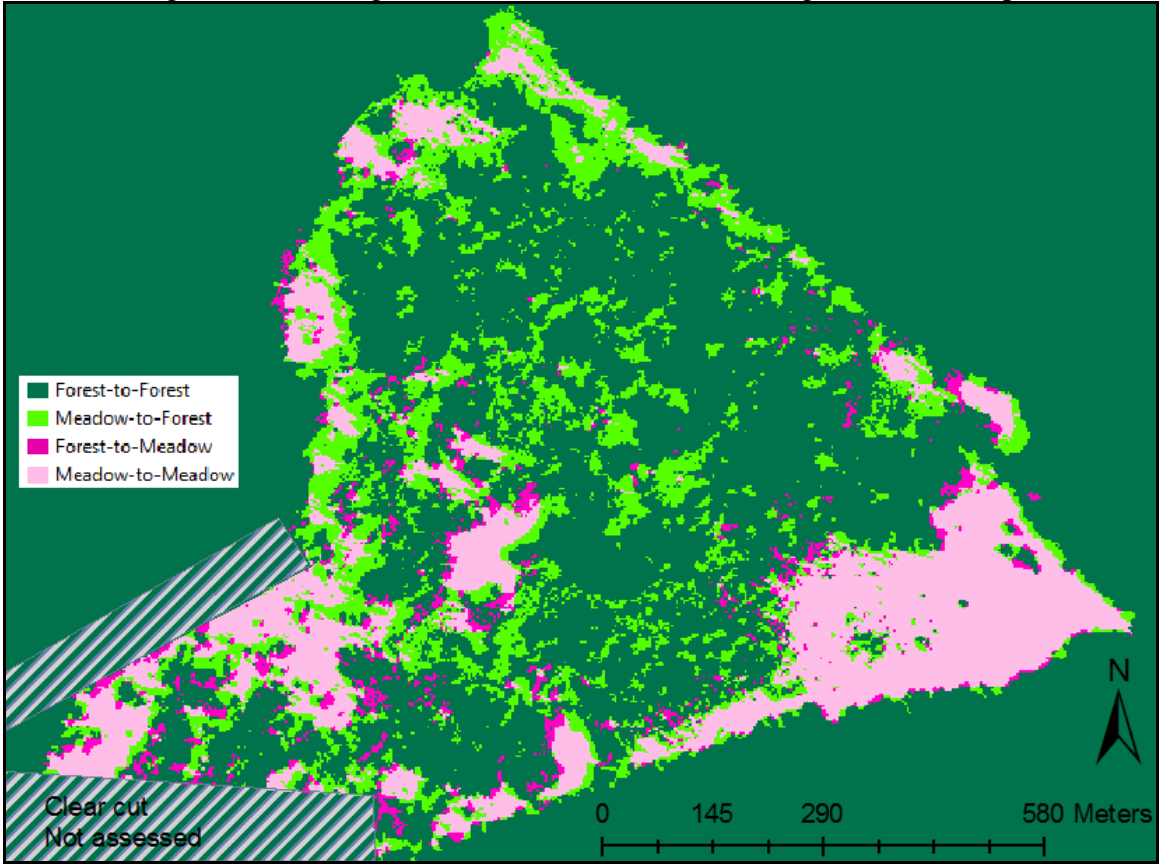 Forest-to-Forest
Meadow-to-Forest
Forest-to-Meadow
Meadow-to-Meadow
Clear cut
Not assessed
N
0 145 290 580 Meters